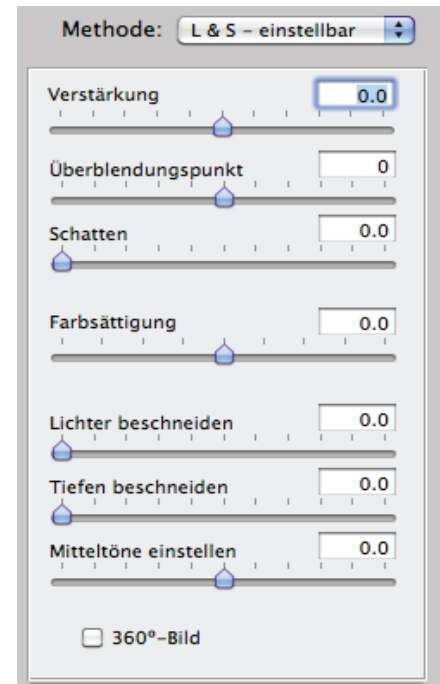 Methode: L & S - einstellbar
Verstärkung 0.0
Überblendungspunkt 0
Schatten 0.0
Farbsättigung 0.0
Lichter beschneiden 0.0
Tiefen beschneiden 0.0
Mitteltöne einstellen 0.0
360°-Bild